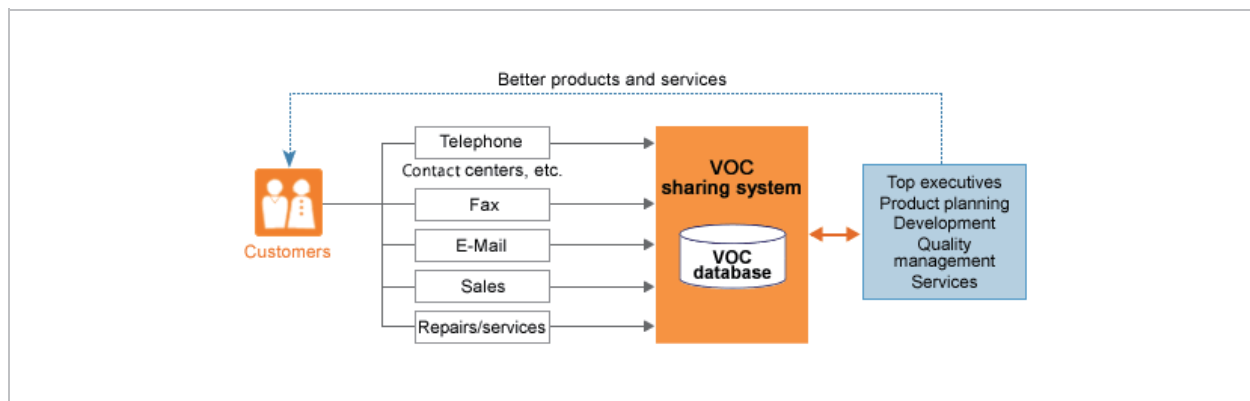 Better products and services
Customers
Telephone
Contact centers, etc.
Fax
E-Mail
Sales
Repairs/services
VOC
sharing system
VOC
database
Top executives
Product planning
Development
Quality
management
Services